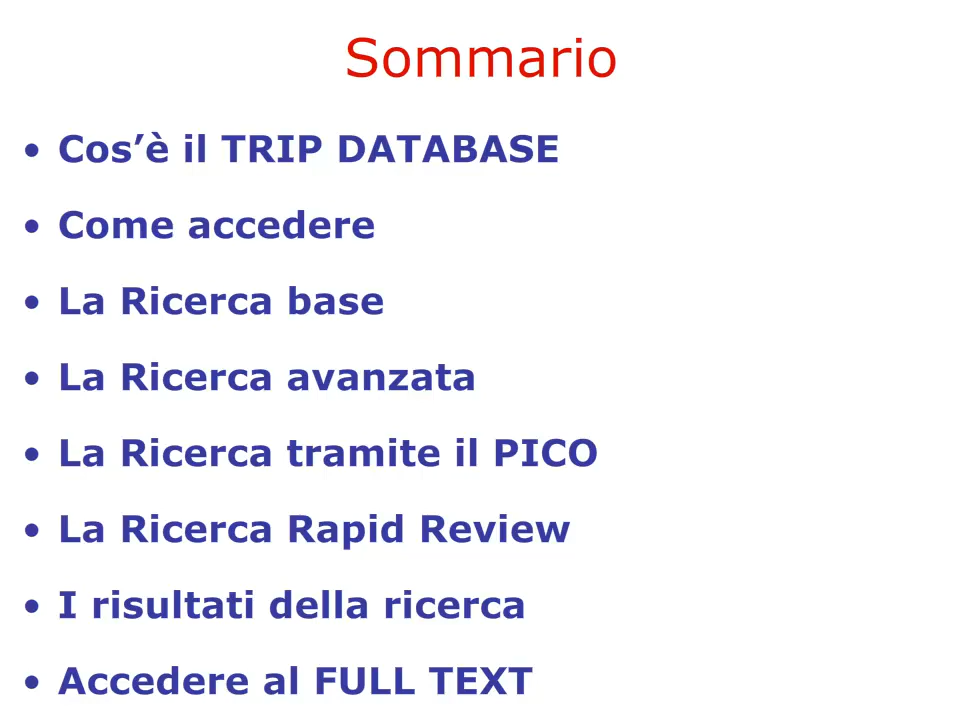 Sommario
• Cos’è il TRIP DATABASE
• Come accedere
• La Ricerca base
• La Ricerca avanzata
• La Ricerca tramite il PICO
• La Ricerca Rapid Review
• I risultati della ricerca
• Accedere al FULL TEXT